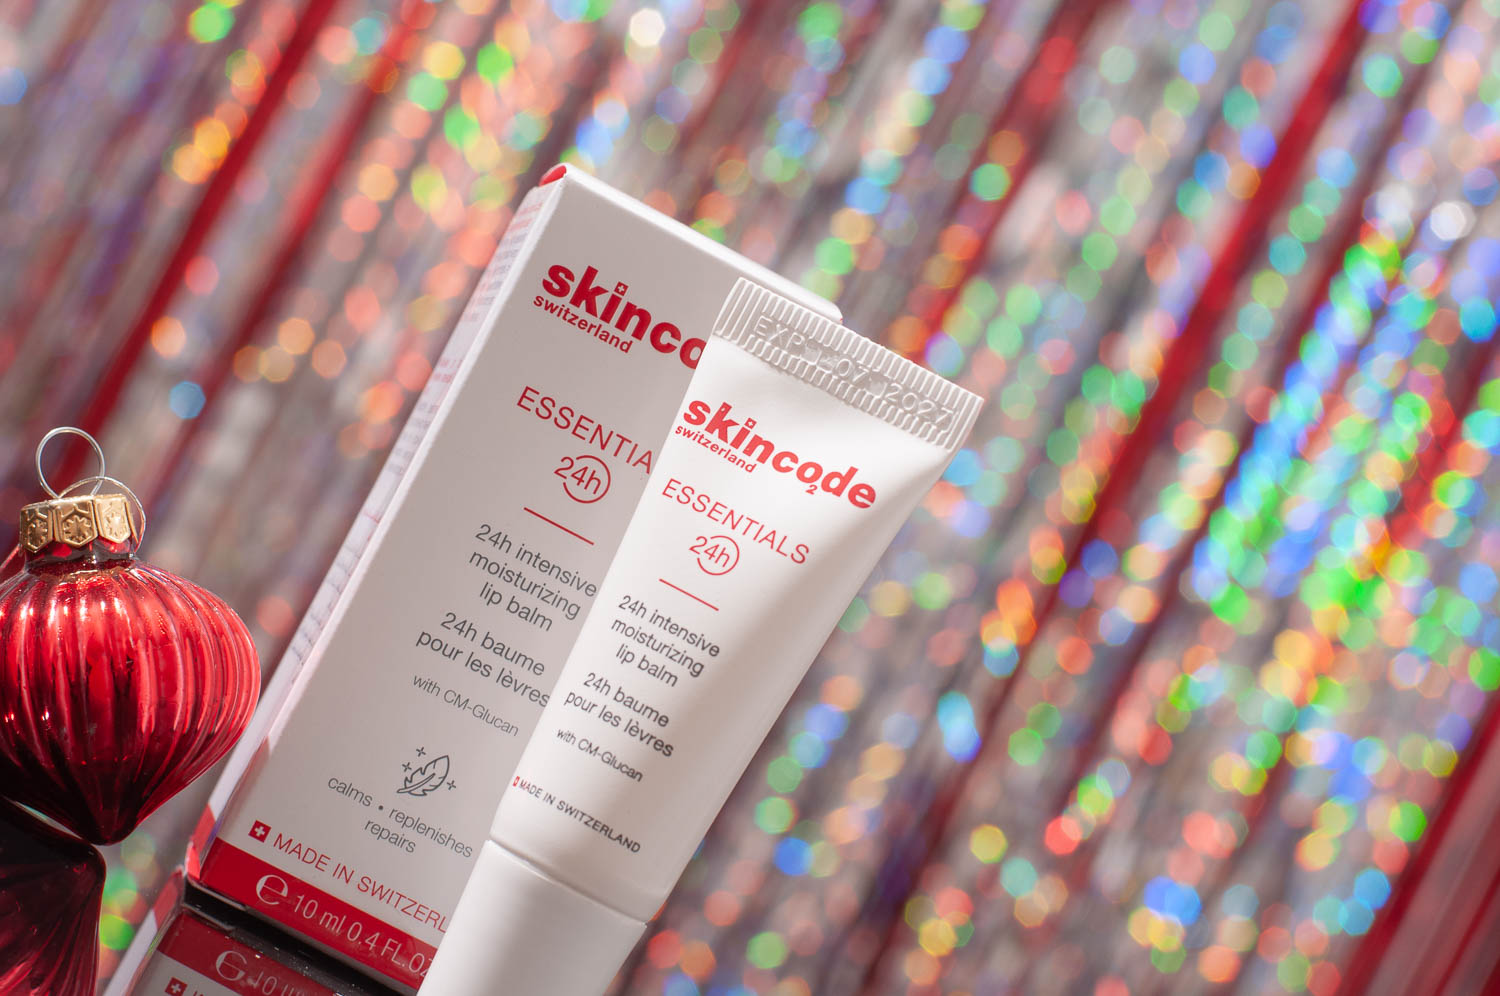 skinco
switzerland
ESSENTIA
24h
24h intensive
moisturizing
lip balm
24h baume
pour les lèvres
with CM-Glucan
calms • replenishes
repairs
MADE IN SWITZERL
e 10 ml 0.4 FL.OZ
EXP 07 2027
skincode
2
switzerland
ESSENTIALS
24h
24h intensive
moisturizing
lip balm
24h baume
pour les lèvres
with CM-Glucan
MADE IN SWITZERLAND